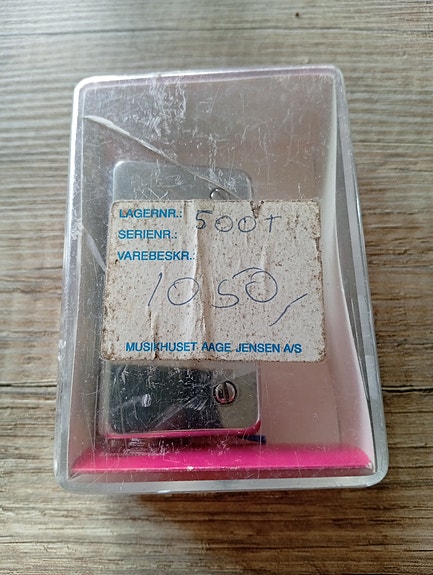 LAGERNR.: 500T
SERIENR.:
VAREBESKR.:
1050,
MUSIKHUSET AAGE JENSEN A/S